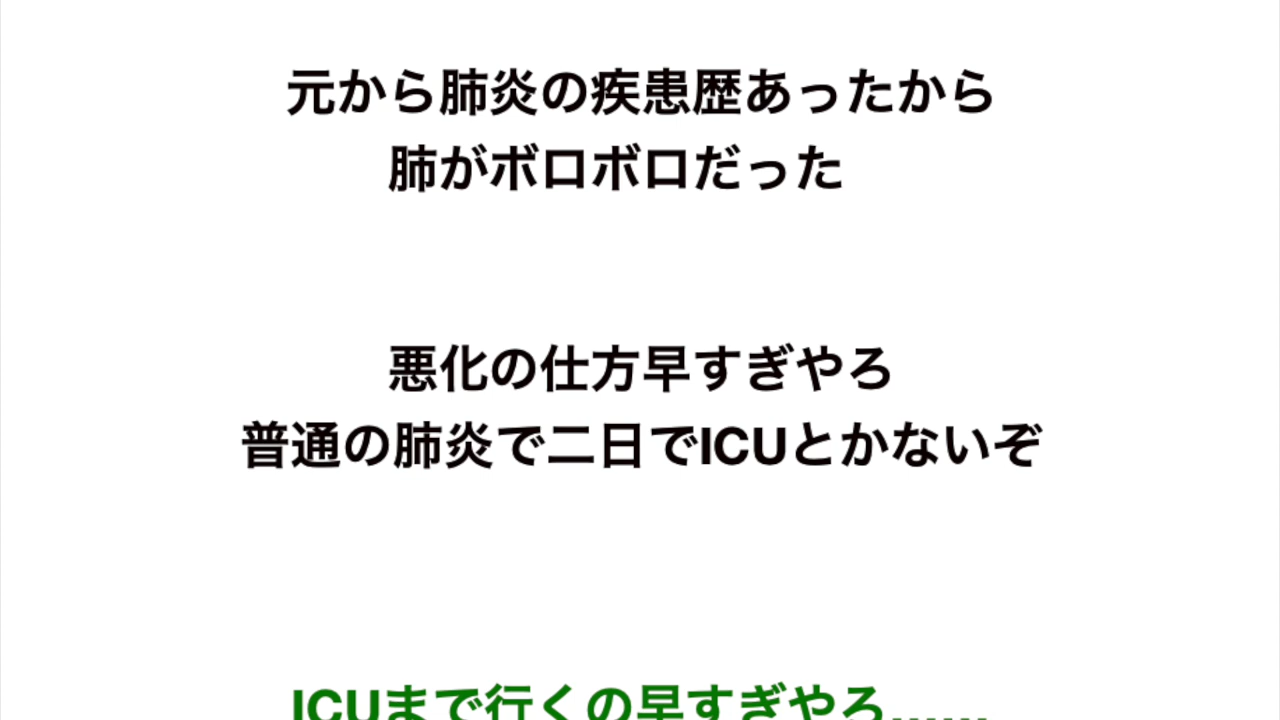 元から肺炎の疾患歴あったから
肺がボロボロだった
悪化の仕方早すぎやろ
普通の肺炎で二日でICUとかないぞ
ICUまで行くの早すぎやろ……